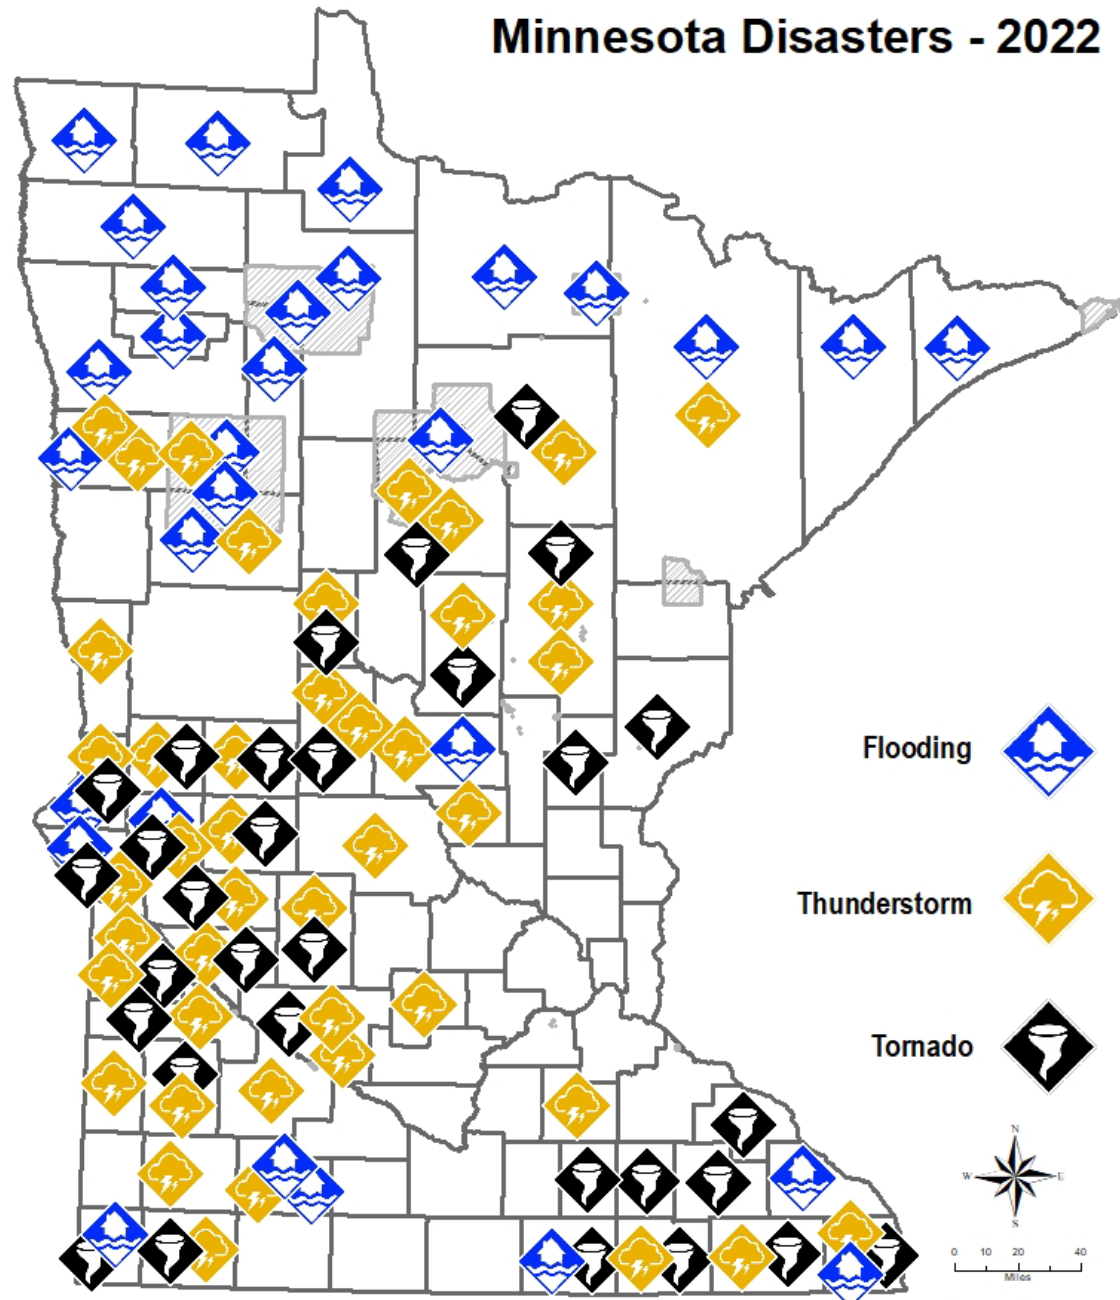 Minnesota Disasters - 2022
Flooding
Thunderstorm
Tornado
N
W E
S
0 10 20 40
Miles